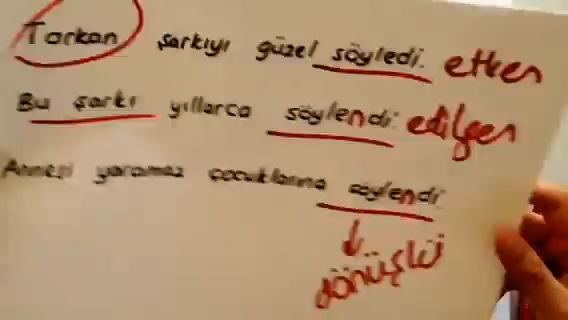 Tarkan şarkıyı güzel söyledi. etken
Bu şarkı yıllarca söylendi. edilgen
Annesi yaramaz çocuklarına söylendi
↓
dönüşlü